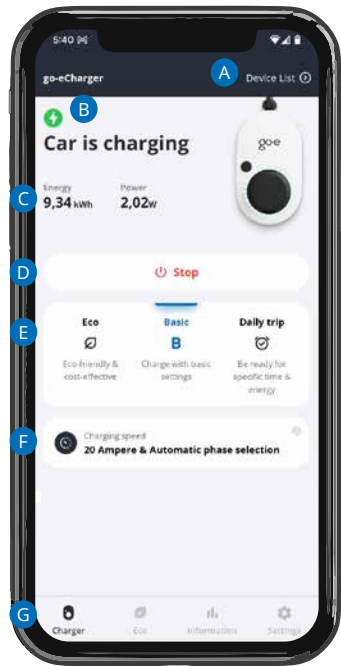 5:40
A
go-eCharger
Device List
B
Car is charging
go-e
C
Energy
Power
9,34 kWh
2,02w
D
Stop
E
Eco
Basic
Daily trip
B
Eco-friendly &
cost-effective
Charge with basic
settings
Be ready for
specific time &
energy
F
Charging speed
20 Ampere & Automatic phase selection
G
Charger
Eco
Information
Settings